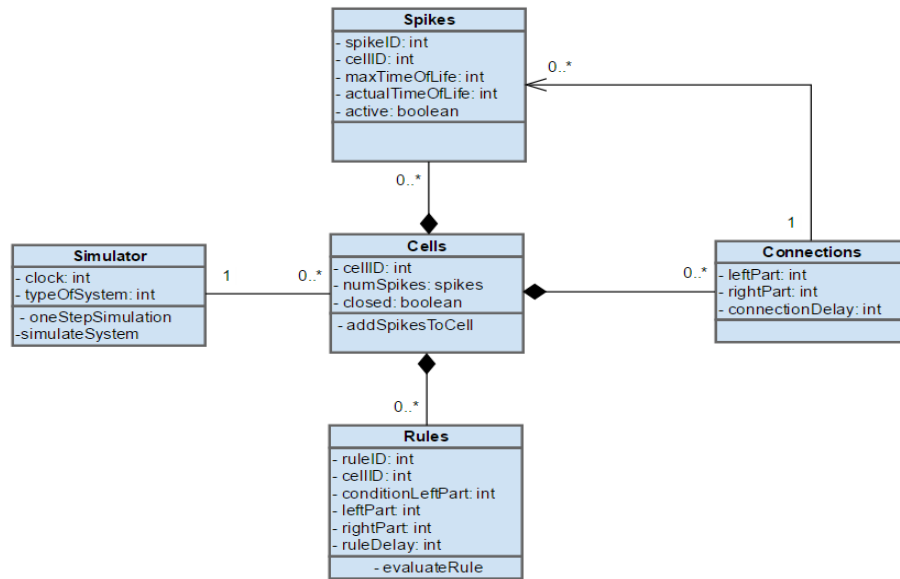 Spikes
- spikeID: int
- cellID: int
- maxTimeOfLife: int
- actualTimeOfLife: int
- active: boolean
0..*
0..*
1
Simulator
- clock: int
- typeOfSystem: int
- oneStepSimulation
-simulateSystem
1
0..*
Cells
- cellID: int
- numSpikes: spikes
- closed: boolean
- addSpikesToCell
0..*
Connections
- leftPart: int
- rightPart: int
- connectionDelay: int
0..*
Rules
- ruleID: int
- cellID: int
- conditionLeftPart: int
- leftPart: int
- rightPart: int
- ruleDelay: int
- evaluateRule